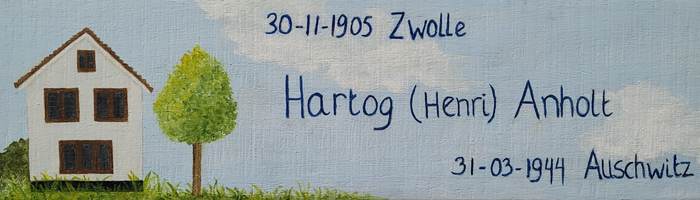 30-11-1905 Zwolle
Hartog (Henri) Anholt
31-03-1944 Auschwitz